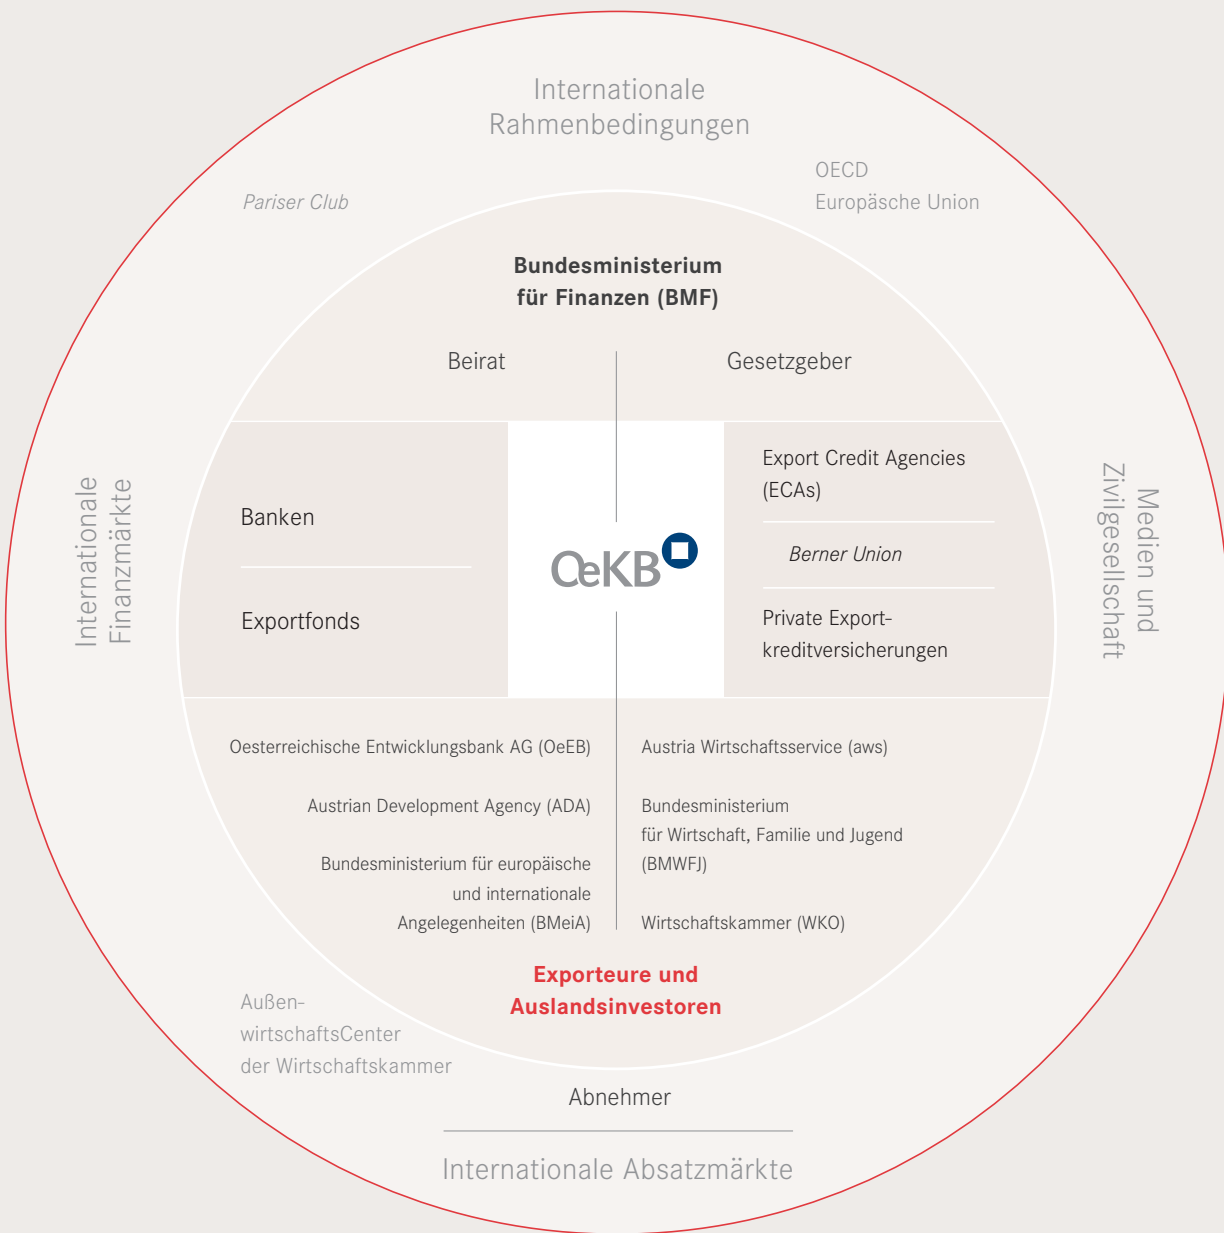 Internationale
Rahmenbedingungen
Pariser Club
OECD
Europäsche Union
Bundesministerium
für Finanzen (BMF)
Beirat
Gesetzgeber
Internationale
Finanzmärkte
Banken
Exportfonds
OeKB
Export Credit Agencies
(ECAs)
Berner Union
Private Export-
kreditversicherungen
Medien und
Zivilgesellschaft
Oesterreichische Entwicklungsbank AG (OeEB)
Austrian Development Agency (ADA)
Bundesministerium für europäische
und internationale
Angelegenheiten (BMeiA)
Austria Wirtschaftsservice (aws)
Bundesministerium
für Wirtschaft, Familie und Jugend
(BMWFJ)
Wirtschaftskammer (WKO)
Exporteure und
Auslandsinvestoren
Außen-
wirtschaftsCenter
der Wirtschaftskammer
Abnehmer
Internationale Absatzmärkte